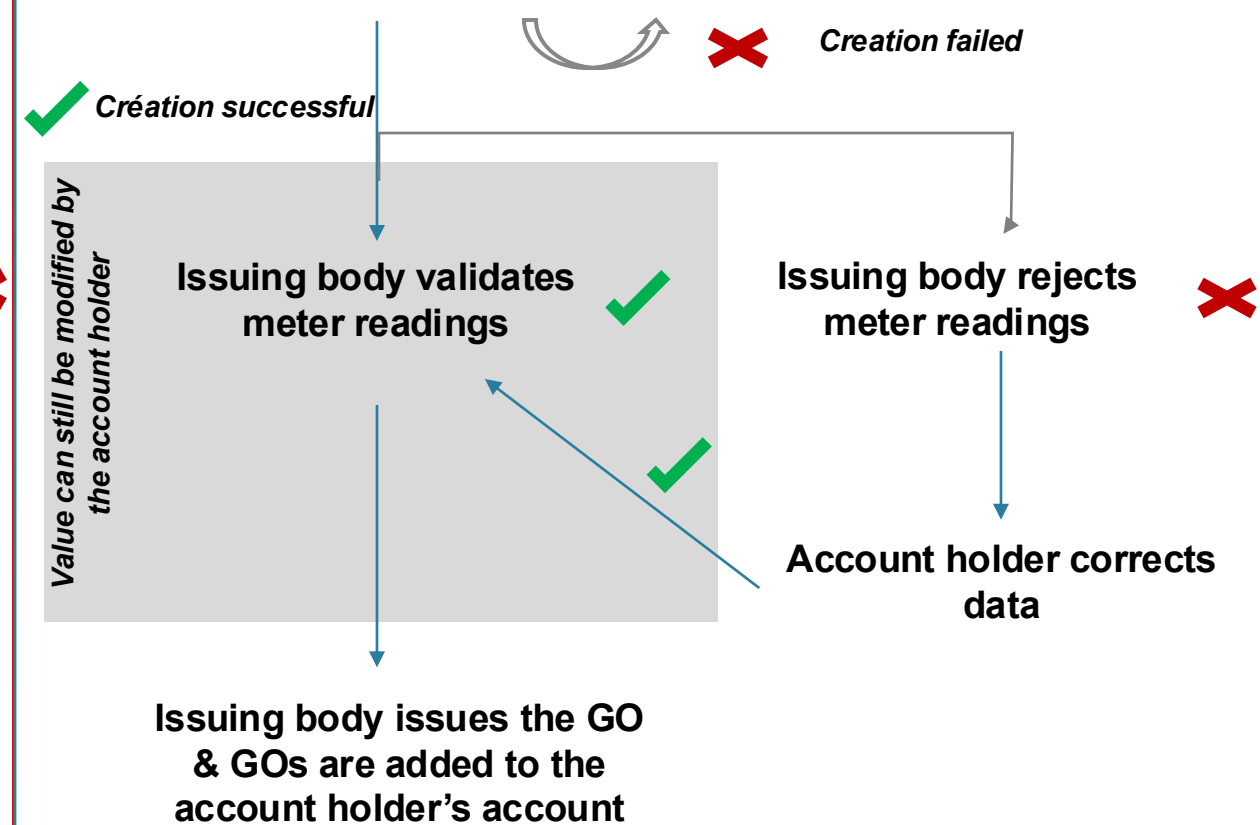 Creation failed
Création successful
Value can still be modified by
the account holder
Issuing body validates
meter readings
Issuing body rejects
meter readings
Account holder corrects
data
Issuing body issues the GO
& GOs are added to the
account holder’s account